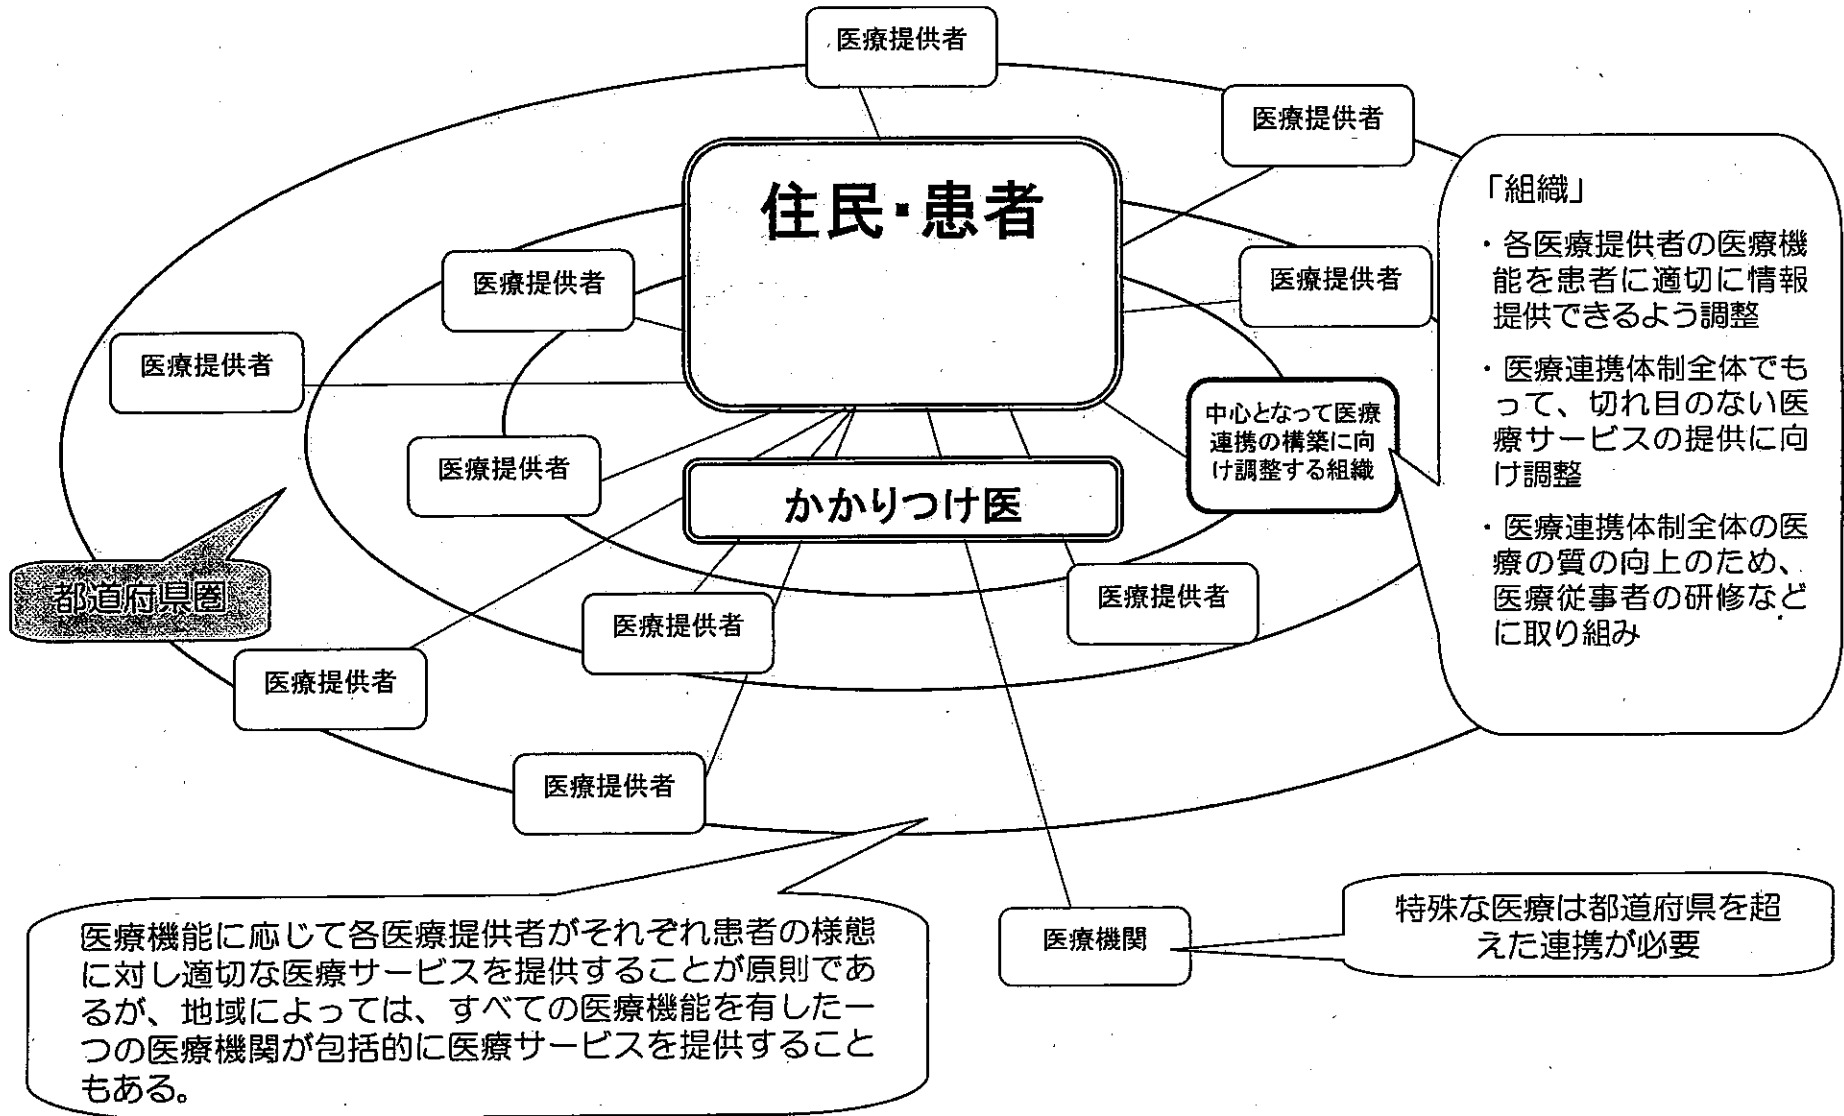 医療提供者
医療提供者
住民・患者
「組織」
・各医療提供者の医療機
能を患者に適切に情報
提供できるよう調整
・医療連携体制全体でも
って、切れ目のない医
療サービスの提供に向
け調整
・医療連携体制全体の医
療の質の向上のため、
医療従事者の研修など
に取り組み
医療提供者
医療提供者
医療提供者
中心となって医療
連携の構築に向
け調整する組織
医療提供者
かかりつけ医
都道府県圏
医療提供者
医療提供者
医療提供者
医療提供者
医療機能に応じて各医療提供者がそれぞれ患者の様態
に対し適切な医療サービスを提供することが原則であ
るが、地域によっては、すべての医療機能を有した一
つの医療機関が包括的に医療サービスを提供すること
もある。
医療機関
特殊な医療は都道府県を超
えた連携が必要